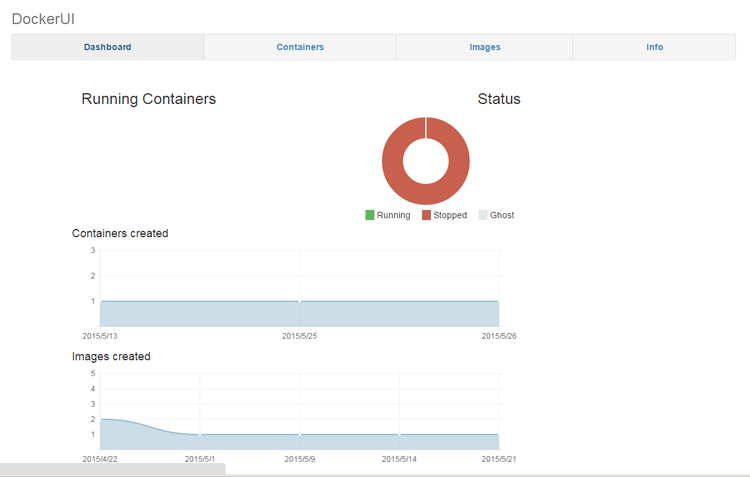 DockerUI
Dashboard Containers Images Info
Running Containers
Status
Running Stopped Ghost
Containers created
3
2
1
2015/5/13 2015/5/25 2015/5/26
Images created
5
4
3
2
1
2015/4/22 2015/5/1 2015/5/9 2015/5/14 2015/5/21